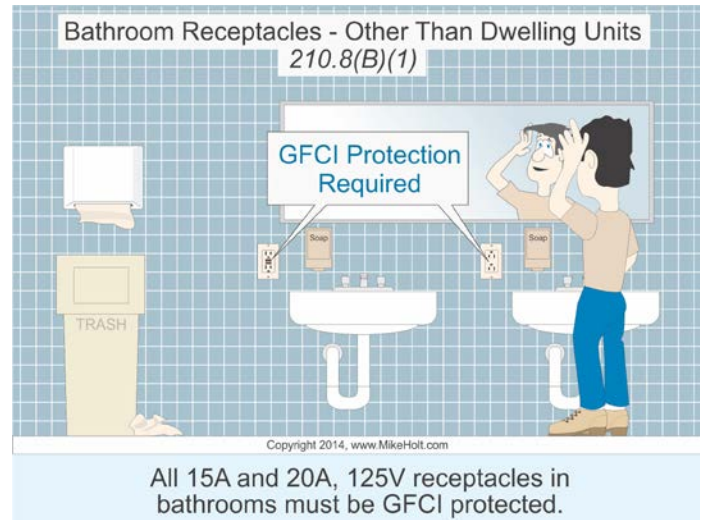 Bathroom Receptacles - Other Than Dwelling Units
210.8(B)(1)
GFCI Protection
Required
Soap
Soap
TRASH
Copyright 2014, www.MikeHolt.com
All 15A and 20A, 125V receptacles in
bathrooms must be GFCI protected.